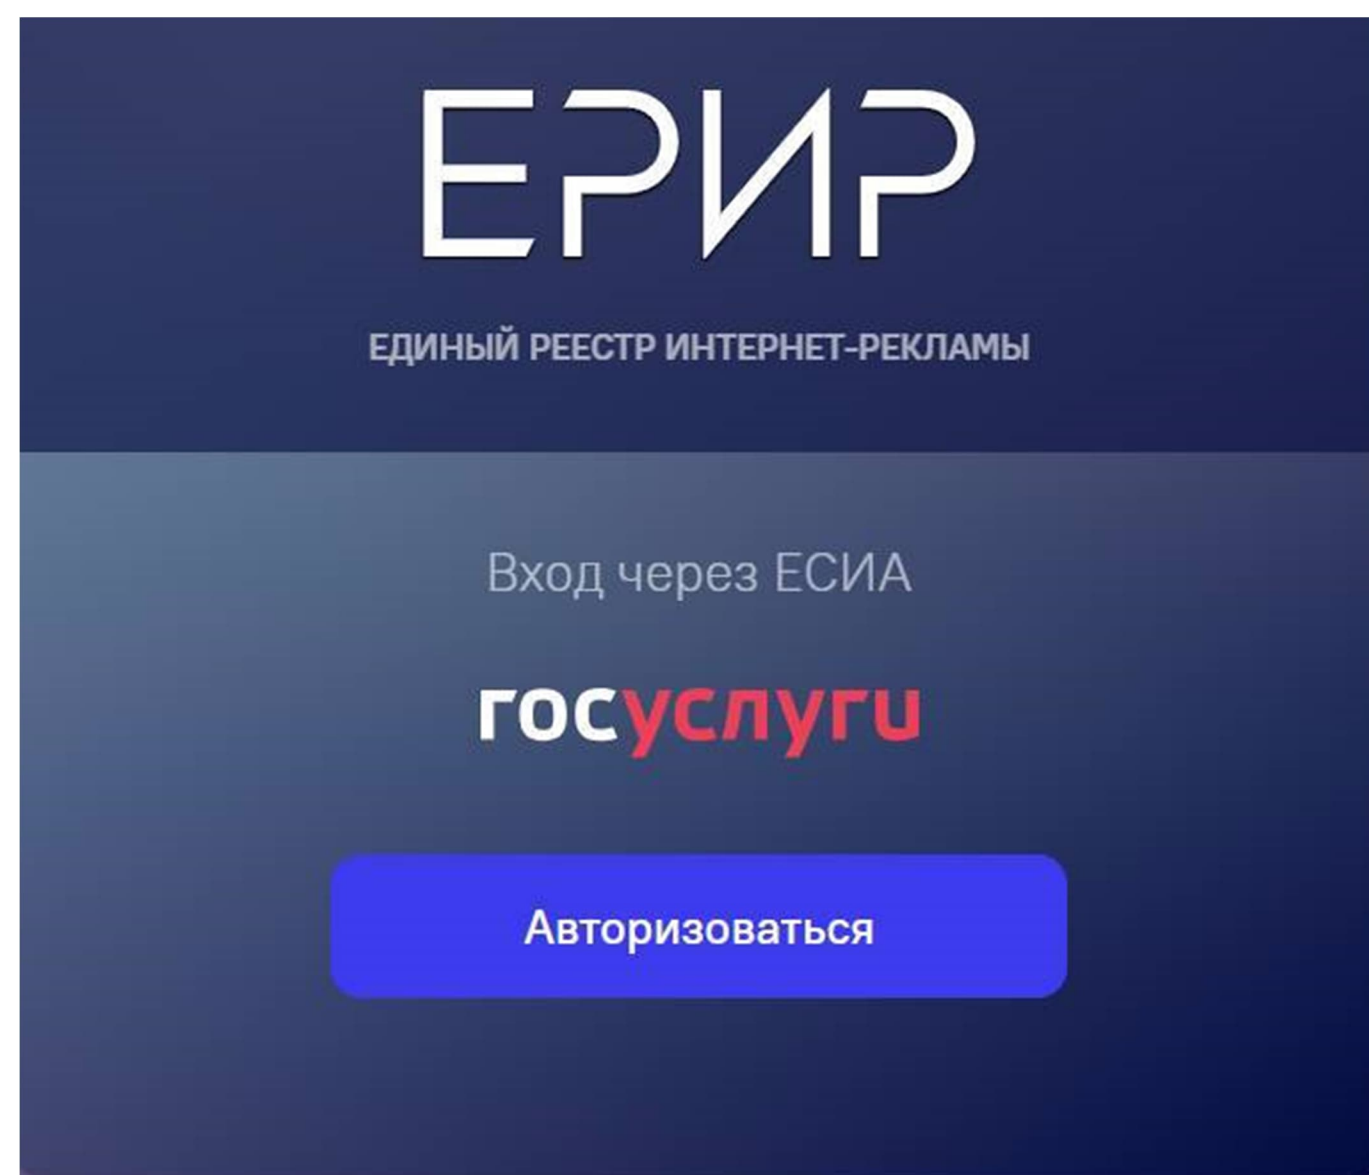 ЕРИР
ЕДИНЫЙ РЕЕСТР ИНТЕРНЕТ-РЕКЛАМЫ
Вход через ЕСИА
госуслуги
Авторизоваться